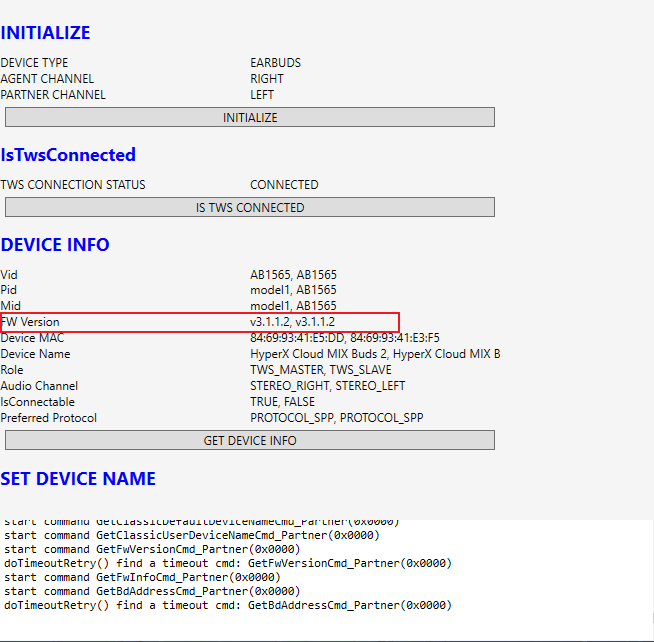 INITIALIZE
DEVICE TYPE EARBUDS
AGENT CHANNEL RIGHT
PARTNER CHANNEL LEFT
INITIALIZE
IsTwsConnected
TWS CONNECTION STATUS CONNECTED
IS TWS CONNECTED
DEVICE INFO
Vid AB1565, AB1565
Pid model1, AB1565
Mid model1, AB1565
FW Version v3.1.1.2, v3.1.1.2
Device MAC 84:69:93:41:E5:DD, 84:69:93:41:E3:F5
Device Name HyperX Cloud MIX Buds 2, HyperX Cloud MIX B
Role TWS_MASTER, TWS_SLAVE
Audio Channel STEREO_RIGHT, STEREO_LEFT
IsConnectable TRUE, FALSE
Preferred Protocol PROTOCOL_SPP, PROTOCOL_SPP
GET DEVICE INFO
SET DEVICE NAME
start command GetClassicDefaultDeviceNameCmd_Partner(0x0000)
start command GetClassicUserDeviceNameCmd_Partner(0x0000)
start command GetFwVersionCmd_Partner(0x0000)
doTimeoutRetry() find a timeout cmd: GetFwVersionCmd_Partner(0x0000)
start command GetFwInfoCmd_Partner(0x0000)
start command GetBdAddressCmd_Partner(0x0000)
doTimeoutRetry() find a timeout cmd: GetBdAddressCmd_Partner(0x0000)